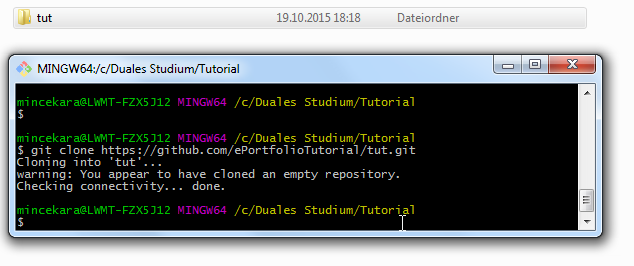 tut 19.10.2015 18:18 Dateiordner
MINGW64:/c/Duales Studium/Tutorial
mincekara@LWMT-FZX5J12 MINGW64 /c/Duales Studium/Tutorial
$
mincekara@LWMT-FZX5J12 MINGW64 /c/Duales Studium/Tutorial
$ git clone https://github.com/ePortfolioTutorial/tut.git
Cloning into 'tut'...
warning: You appear to have cloned an empty repository.
Checking connectivity... done.
mincekara@LWMT-FZX5J12 MINGW64 /c/Duales Studium/Tutorial
$